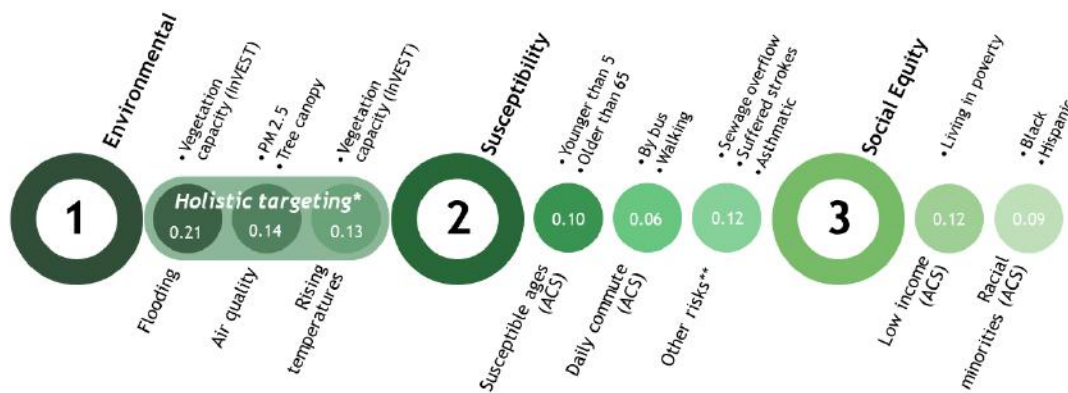 1
Environmental
• Vegetation
capacity (InVEST)
• PM 2.5
• Tree canopy
• Vegetation
capacity (InVEST)
Holistic targeting*
0.21
0.14
0.13
Flooding
Air quality
Rising
temperatures
2
Susceptibility
• Younger than 5
• Older than 65
• By bus
• Walking
• Sewage overflow
• Suffered strokes
• Asthmatic
0.10
0.06
0.12
Susceptible ages
(ACS)
Daily commute
(ACS)
Other risks**
3
Social Equity
• Living in poverty
• Black
• Hispanic
0.12
0.09
Low income
(ACS)
Racial
minorities (ACS)